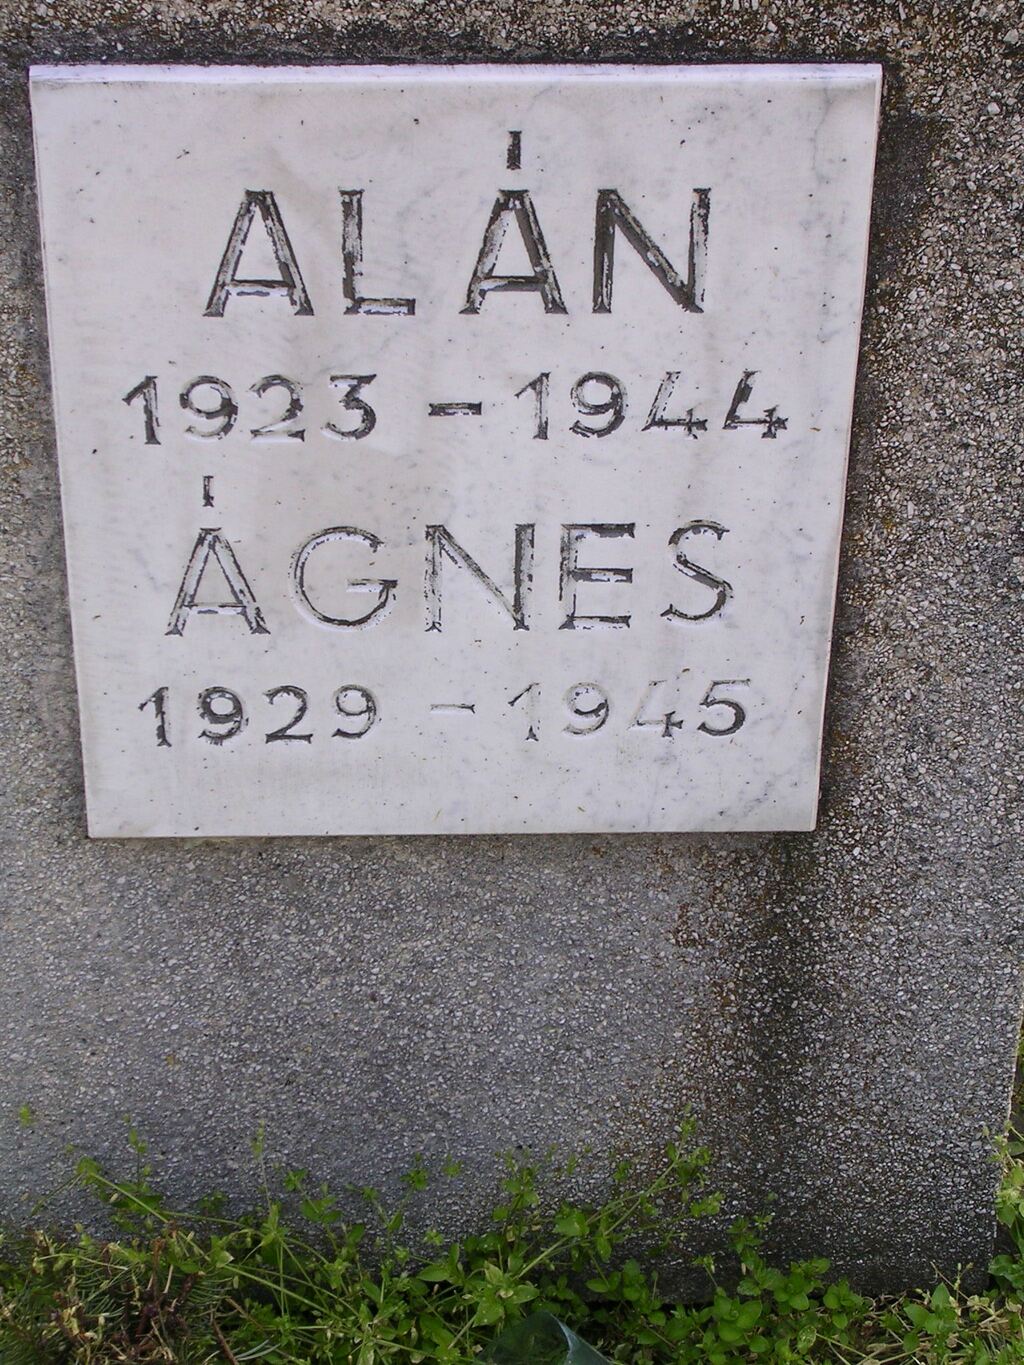 ALÁN
1923 - 1944
ÁGNES
1929 - 1945